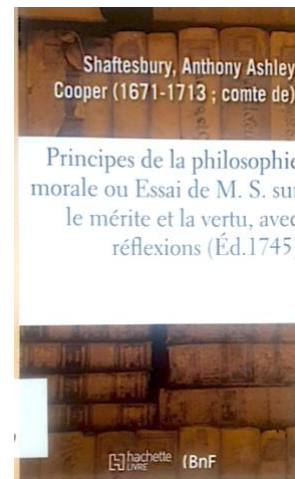 Shaftesbury, Anthony Ashley
Cooper (1671-1713 ; comte de)
Principes de la philosophie
morale ou Essai de M. S. sur
le mérite et la vertu, avec
réflexions (Éd.1745)
hachette
LIVRE
(BnF